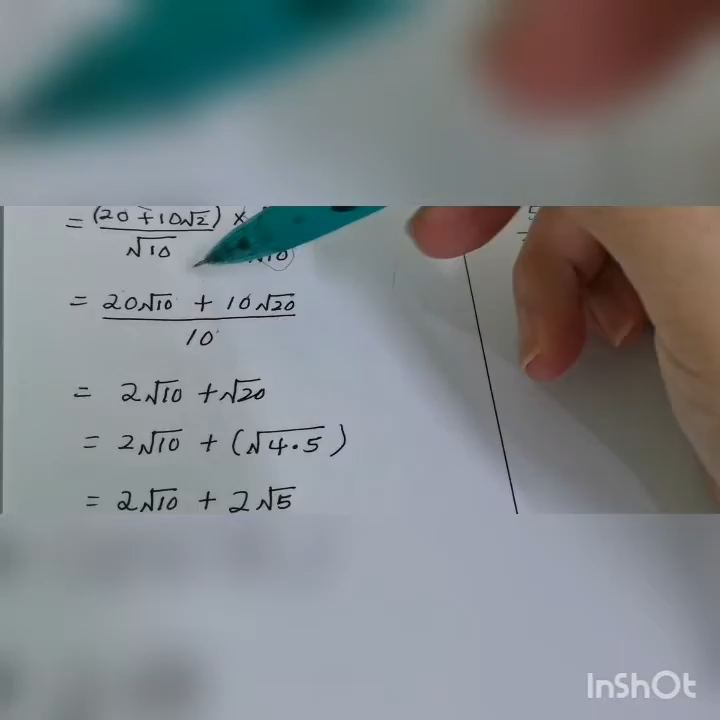 = (20 + 10√2) ×
√10 √10
= 20√10 + 10√20
10
= 2√10 + √20
= 2√10 + (√4·5)
= 2√10 + 2√5
InShOt